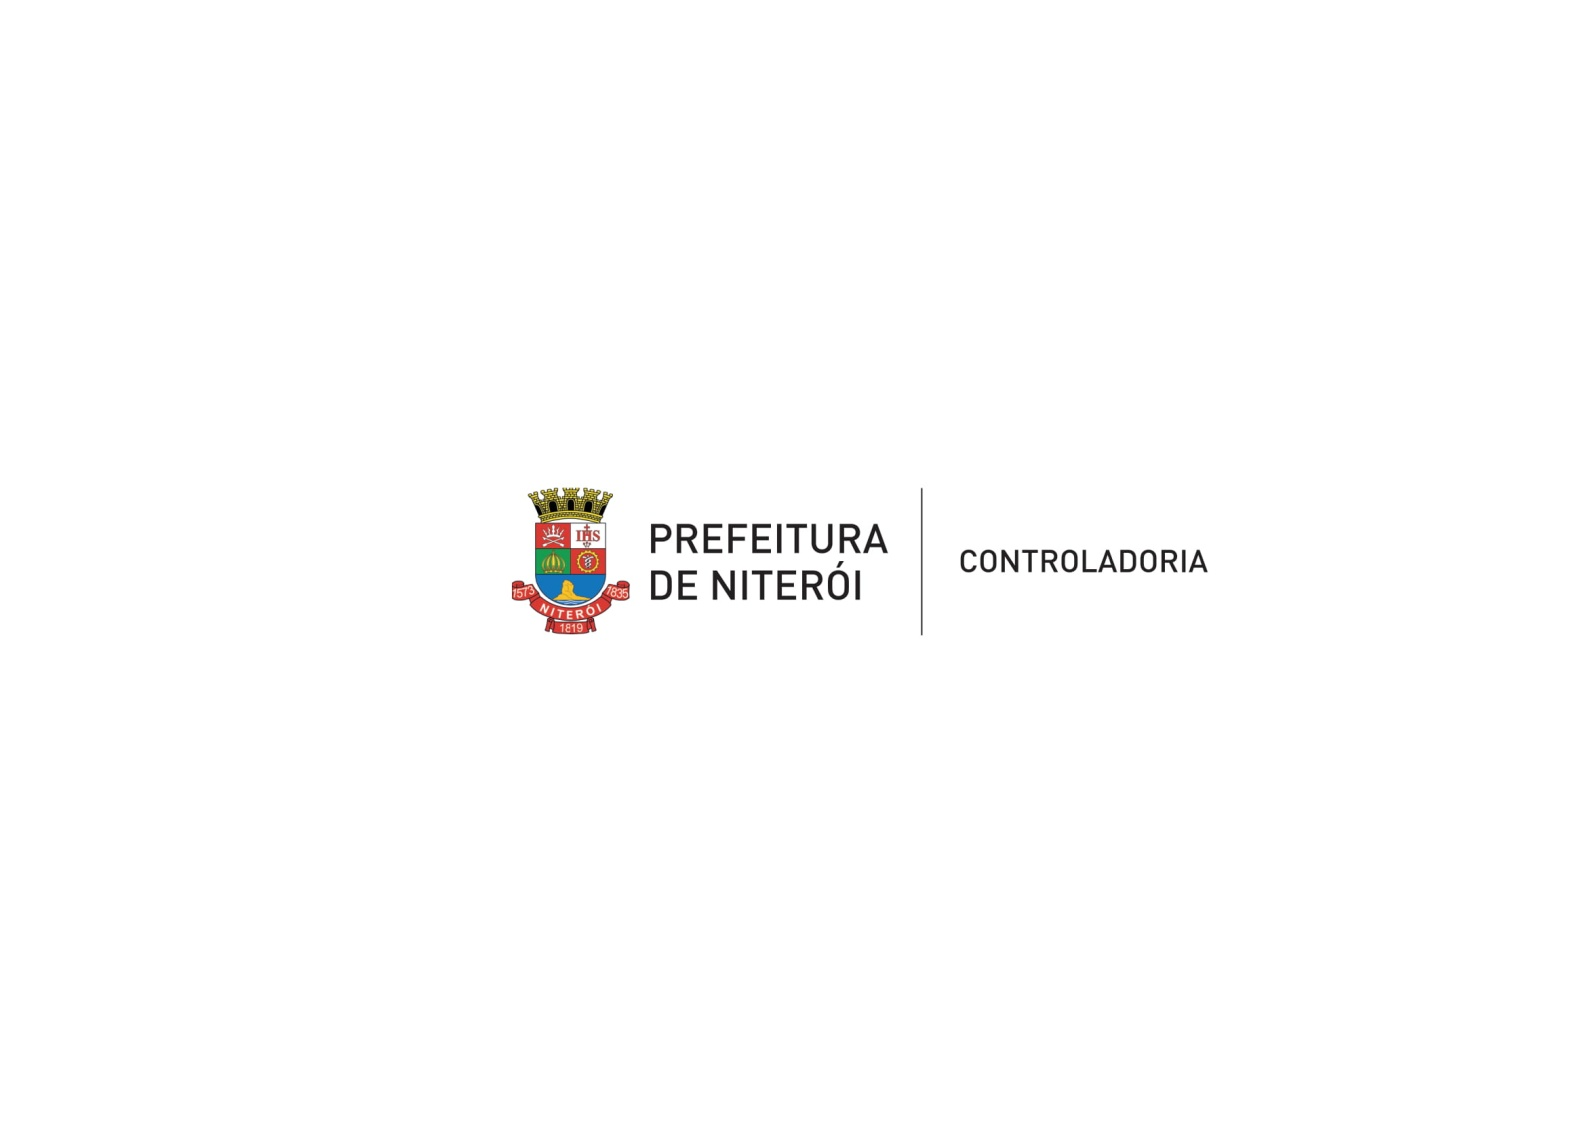 IHS
1573
1835
NITERÓI
1819
PREFEITURA
DE NITERÓI
CONTROLADORIA